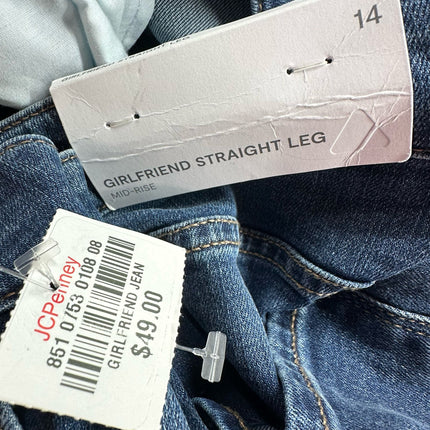 14
GIRLFRIEND STRAIGHT LEG
MID-RISE
JCPenney
851 0753 0108 08
GIRLFRIEND JEAN
$49.00